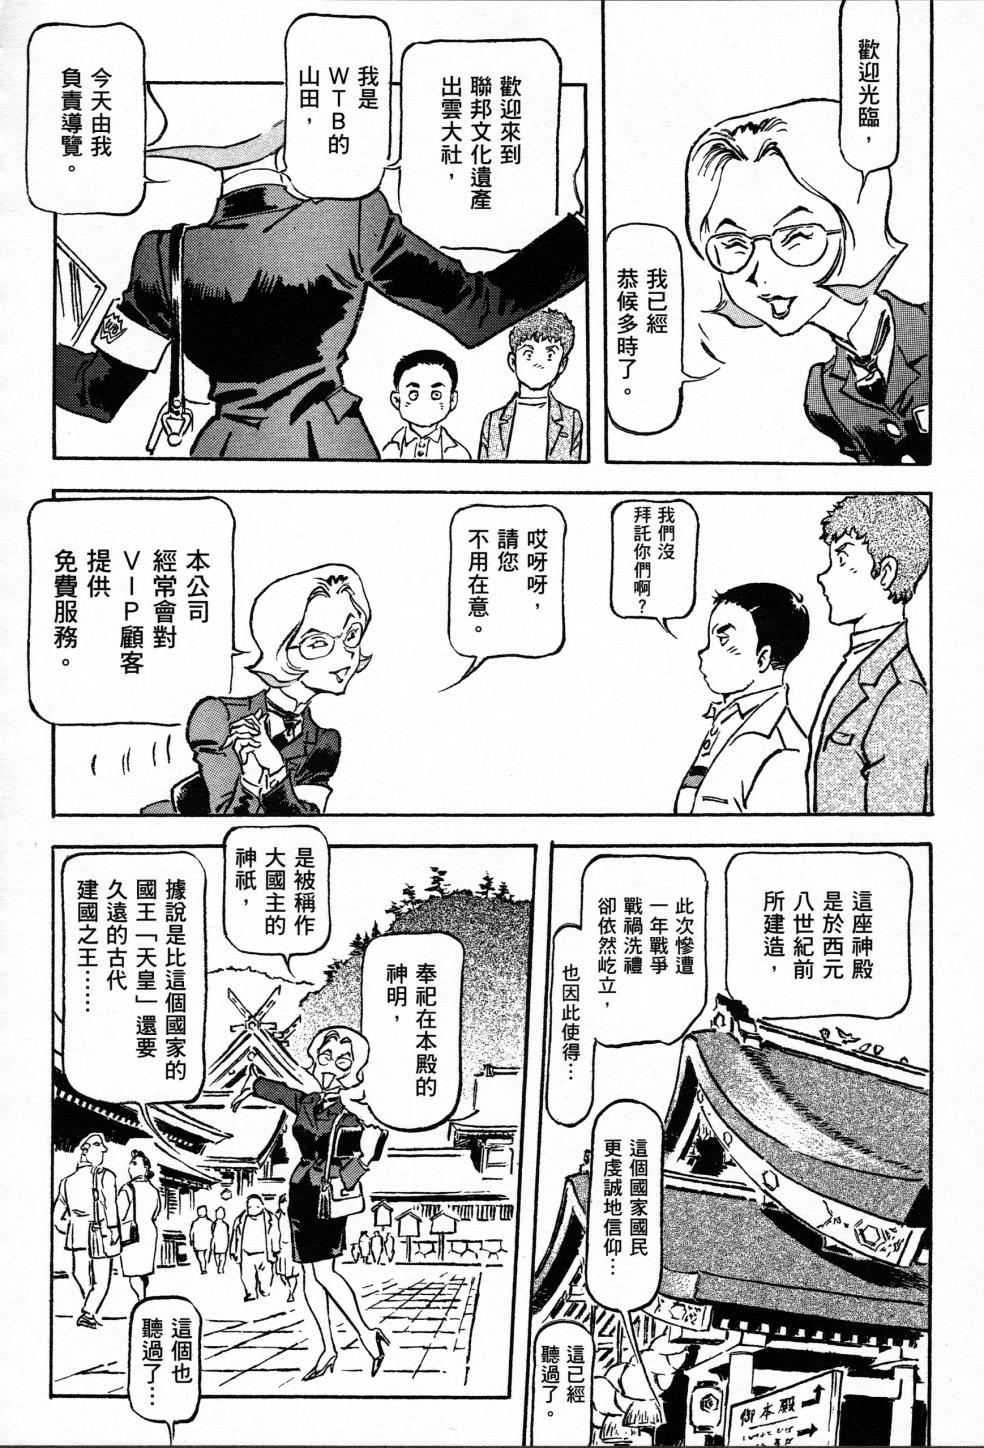 歡迎光臨，
我已經
恭候多時了。
歡迎來到
聯邦文化遺產
出雲大社，
我是
WTB的
山田，
今天由我
負責導覽。
我們沒
拜託你們啊？
哎呀呀，
請您
不用在意。
本公司
經常會對
VIP顧客
提供
免費服務。
這座神殿
是於西元
八世紀前
所建造，
此次慘遭
一年戰爭
戰禍洗禮
卻依然屹立，
也因此使得…
這個國家國民
更虔誠地信仰…
這已經
聽過了。
御本殿
奉祀在本殿的
神明，
是被稱作
大國主的
神祇，
據說是比這個國家的
國王「天皇」還要
久遠的古代
建國之王……
這個也
聽過了…